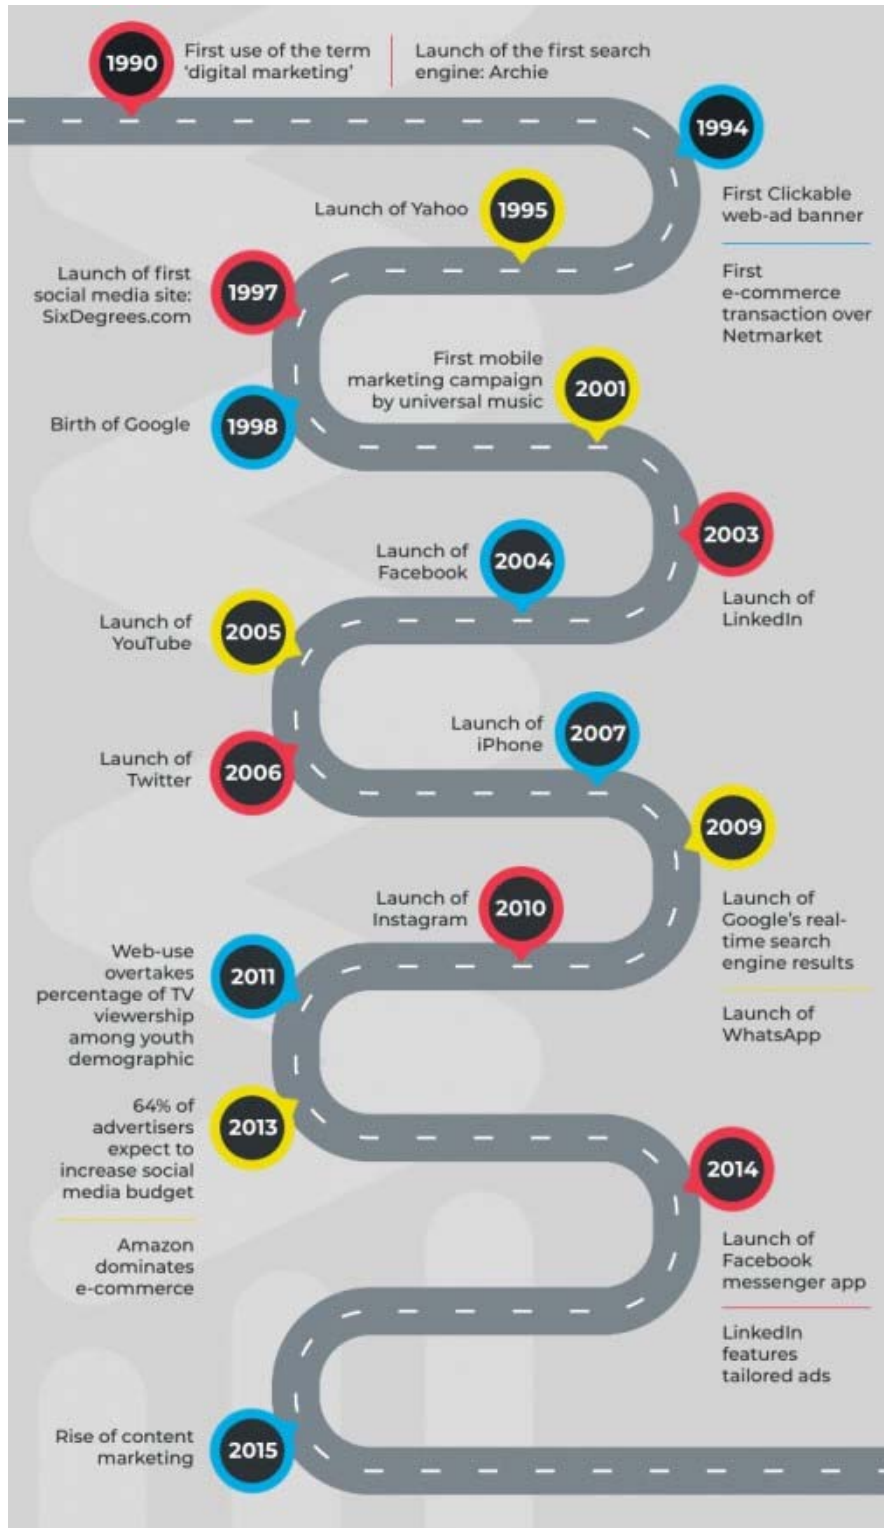 1990
First use of the term
‘digital marketing’
Launch of the first search
engine: Archie
1994
First Clickable
web-ad banner
First
e-commerce
transaction over
Netmarket
Launch of Yahoo
1995
Launch of first
social media site:
SixDegrees.com
1997
Birth of Google
1998
First mobile
marketing campaign
by universal music
2001
2003
Launch of
LinkedIn
Launch of
Facebook
2004
Launch of
YouTube
2005
Launch of
Twitter
2006
Launch of
iPhone
2007
2009
Launch of
Google’s real-
time search
engine results
Launch of
WhatsApp
Launch of
Instagram
2010
Web-use
overtakes
percentage of TV
viewership
among youth
demographic
2011
64% of
advertisers
expect to
increase social
media budget
2013
Amazon
dominates
e-commerce
2014
Launch of
Facebook
messenger app
LinkedIn
features
tailored ads
Rise of content
marketing
2015